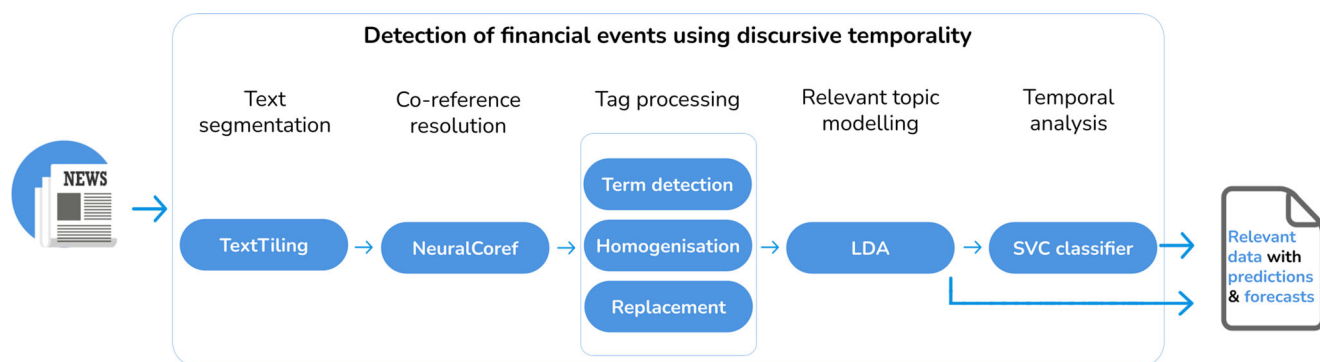 Detection of financial events using discursive temporality
Text
segmentation
Co-reference
resolution
Tag processing
Relevant topic
modelling
Temporal
analysis
NEWS
TextTiling
NeuralCoref
Term detection
Homogenisation
Replacement
LDA
SVC classifier
Relevant
data with
predictions
& forecasts